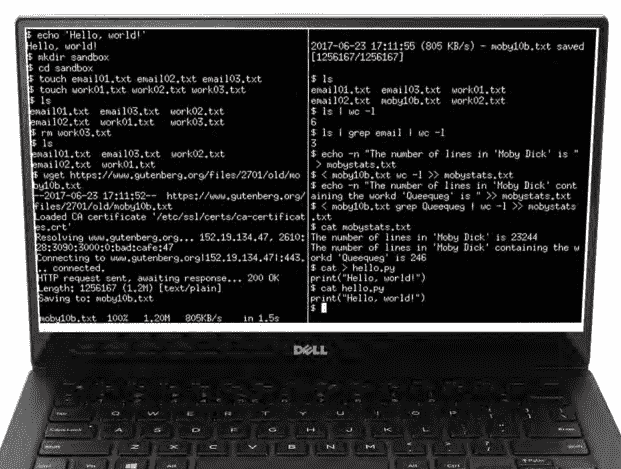 $ echo 'Hello, world!'
Hello, world!
$ mkdir sandbox
$ cd sandbox
$ touch email01.txt email02.txt email03.txt
$ touch work01.txt work02.txt work03.txt
$ ls
email01.txt email03.txt work02.txt
email02.txt work01.txt work03.txt
$ rm work03.txt
$ ls
email01.txt email03.txt work02.txt
email02.txt work01.txt
$ wget https://www.gutenberg.org/files/2701/old/mo
by10b.txt
--2017-06-23 17:11:52-- https://www.gutenberg.org/
files/2701/old/moby10b.txt
Loaded CA certificate '/etc/ssl/certs/ca-certificat
es.crt'
Resolving www.gutenberg.org... 152.19.134.47, 2610:
28:3090:3000:0:bad:cafe:47
Connecting to www.gutenberg.org|152.19.134.47|:443.
.. connected.
HTTP request sent, awaiting response... 200 OK
Length: 1256167 (1.2M) [text/plain]
Saving to: moby10b.txt
moby10b.txt 100% 1.20M 805KB/s in 1.5s
2017-06-23 17:11:55 (805 KB/s) - moby10b.txt saved
[1256167/1256167]
$ ls
email01.txt email03.txt work01.txt
email02.txt moby10b.txt work02.txt
$ ls | wc -l
6
$ ls | grep email | wc -l
3
$ echo -n "The number of lines in 'Moby Dick' is "
> mobystats.txt
$ < moby10b.txt wc -l >> mobystats.txt
$ echo -n "The number of lines in 'Moby Dick' cont
aining the workd 'Queequeg' is " >> mobystats.txt
$ < moby10b.txt grep Queequeg | wc -l >> mobystats
.txt
$ cat mobystats.txt
The number of lines in 'Moby Dick' is 23244
The number of lines in 'Moby Dick' containing the w
orkd 'Queequeg' is 246
$ cat > hello.py
print("Hello, world!")
$ cat hello.py
print("Hello, world!")
$
DELL
Q W E R T Y U I O P
A S D F G H J K L
Z X C V B N M
Ctrl Fn Alt Alt Ctrl